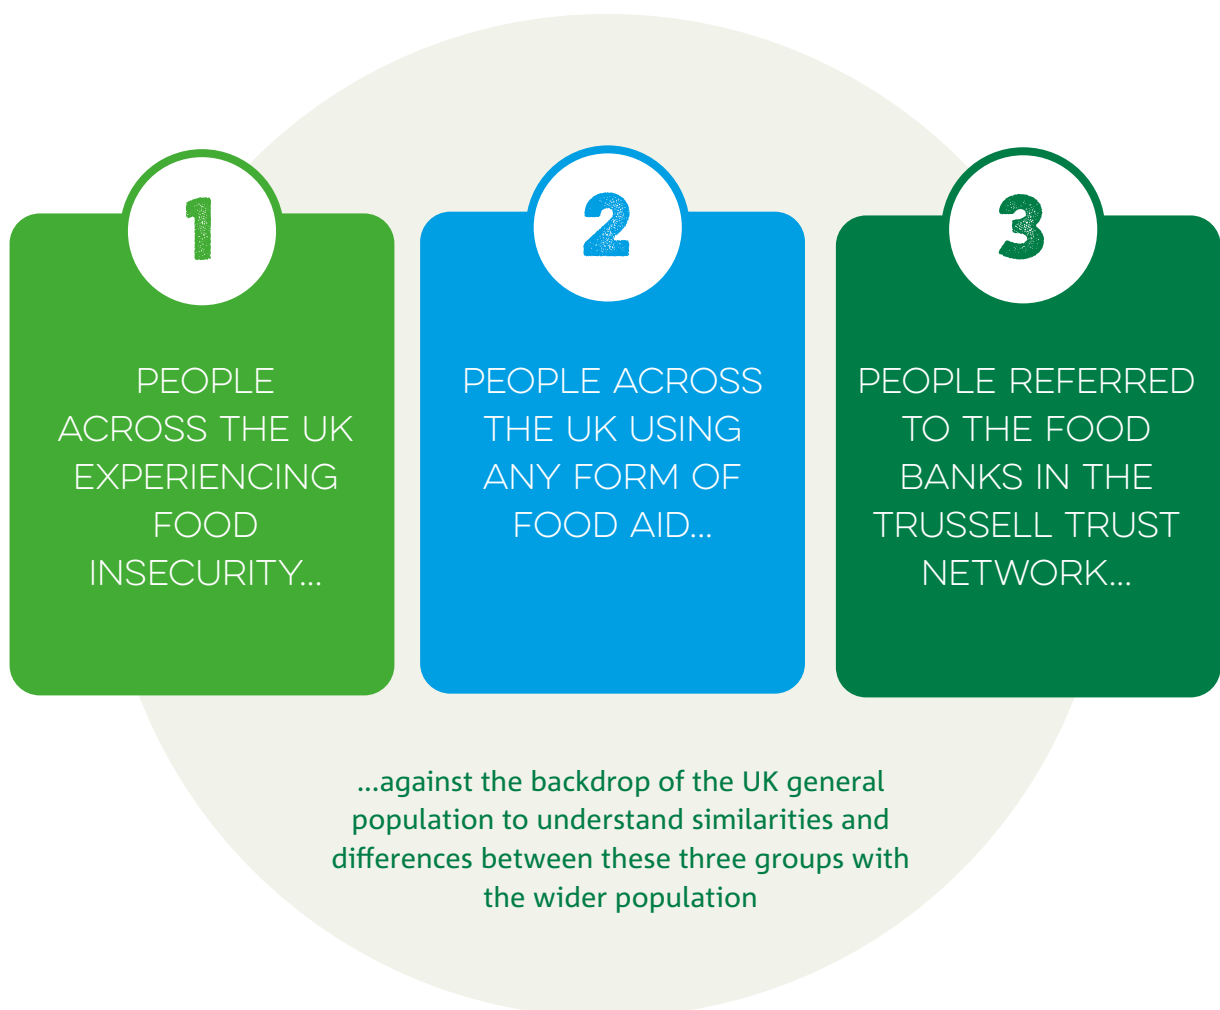 1
PEOPLE
ACROSS THE UK
EXPERIENCING
FOOD
INSECURITY...
2
PEOPLE ACROSS
THE UK USING
ANY FORM OF
FOOD AID...
3
PEOPLE REFERRED
TO THE FOOD
BANKS IN THE
TRUSSELL TRUST
NETWORK...
...against the backdrop of the UK general
population to understand similarities and
differences between these three groups with
the wider population